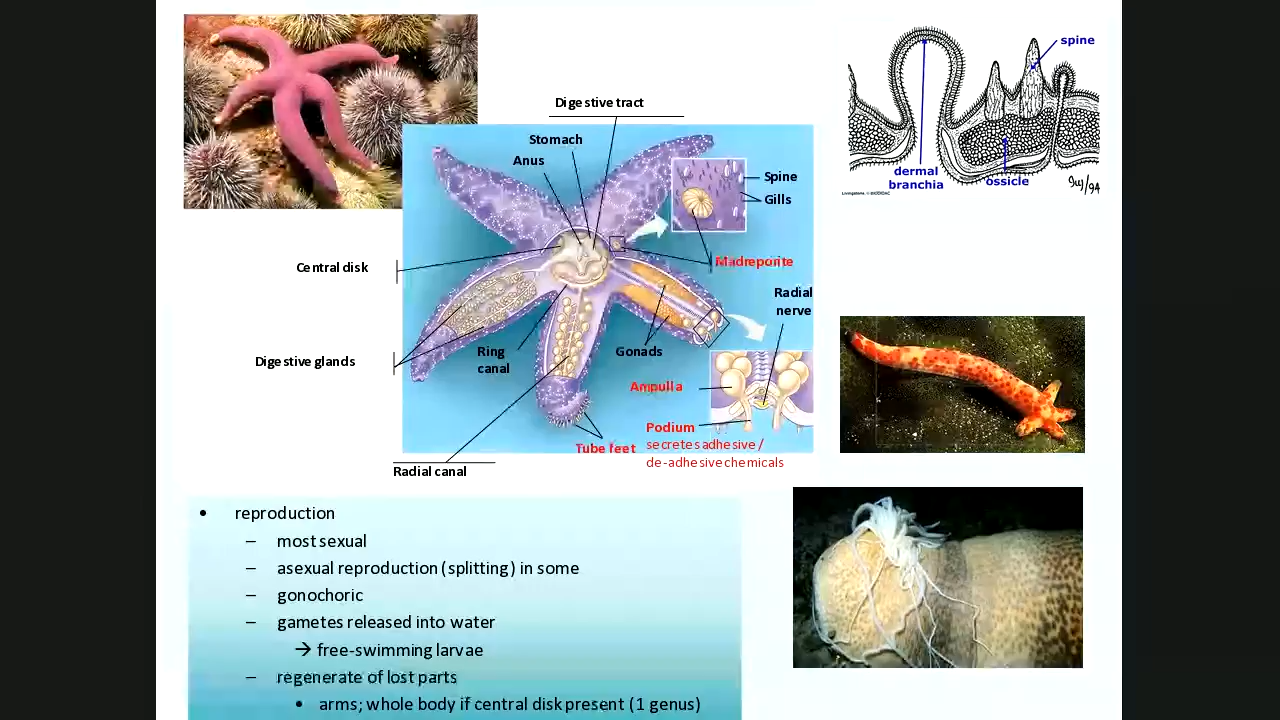 spine
dermal
branchia
ossicle
Livingstone, © BIODIDAC
Digestive tract
Stomach
Anus
Spine
Gills
Madreporite
Central disk
Radial
nerve
Digestive glands
Ring
canal
Gonads
Ampulla
Podium
secretes adhesive /
de-adhesive chemicals
Tube feet
Radial canal
• reproduction
– most sexual
– asexual reproduction (splitting) in some
– gonochoric
– gametes released into water
→ free-swimming larvae
– regenerate of lost parts
• arms; whole body if central disk present (1 genus)